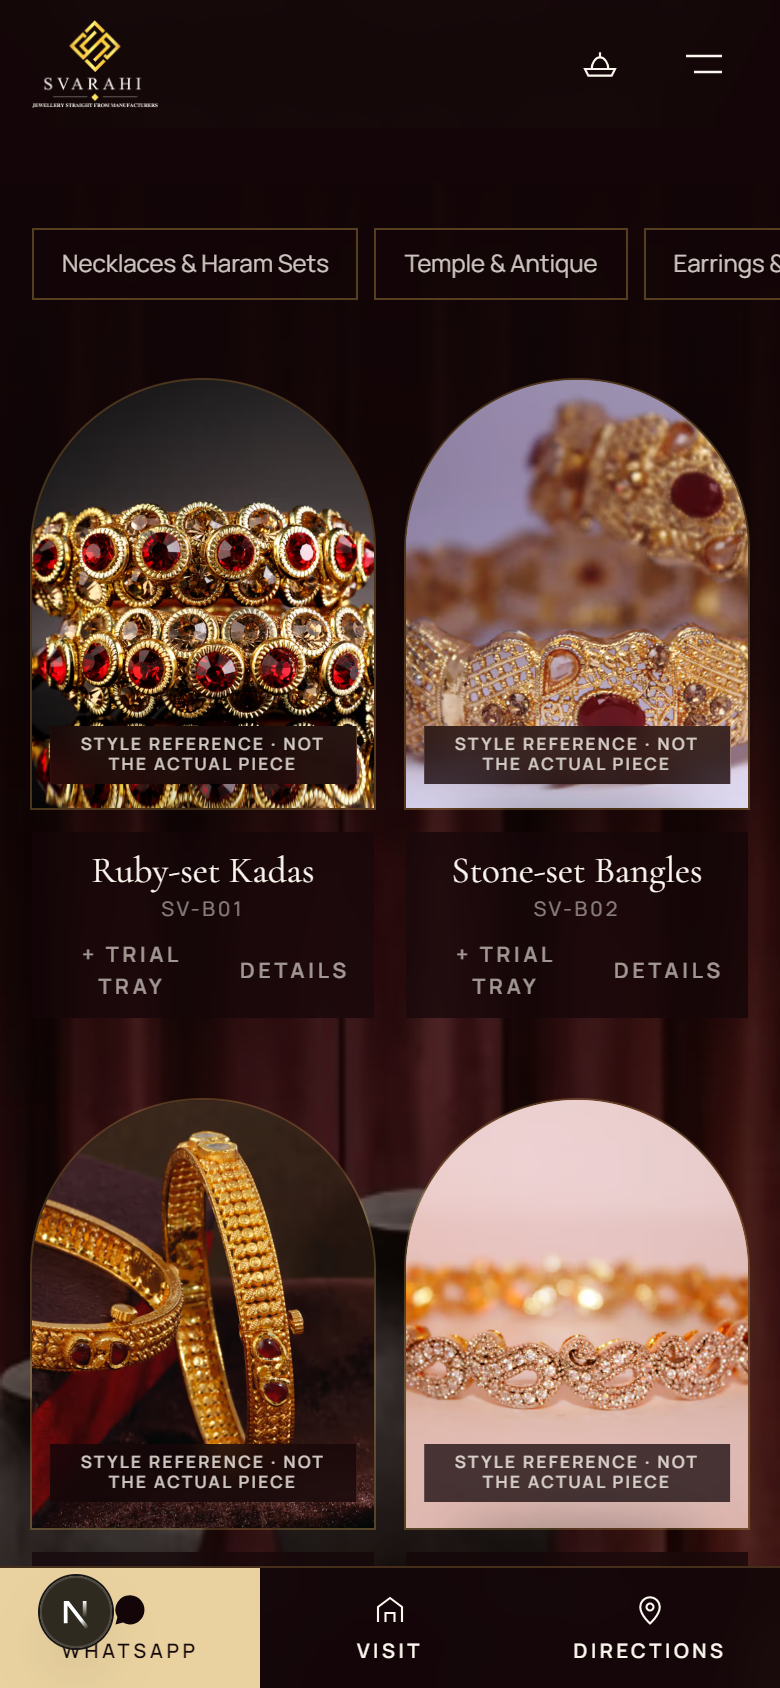 SVARAHI
JEWELLERY STRAIGHT FROM MANUFACTURERS
Necklaces & Haram Sets
Temple & Antique
Earrings &
STYLE REFERENCE · NOT
THE ACTUAL PIECE
STYLE REFERENCE · NOT
THE ACTUAL PIECE
Ruby-set Kadas
SV-B01
+ TRIAL
TRAY
DETAILS
Stone-set Bangles
SV-B02
+ TRIAL
TRAY
DETAILS
STYLE REFERENCE · NOT
THE ACTUAL PIECE
STYLE REFERENCE · NOT
THE ACTUAL PIECE
N
WHATSAPP
VISIT
DIRECTIONS